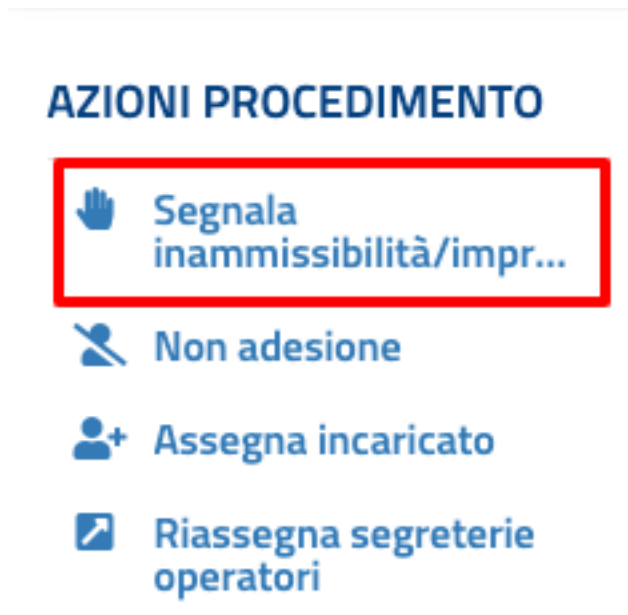 AZIONI PROCEDIMENTO
Segnala
inammissibilità/impr...
Non adesione
Assegna incaricato
Riassegna segreterie
operatori